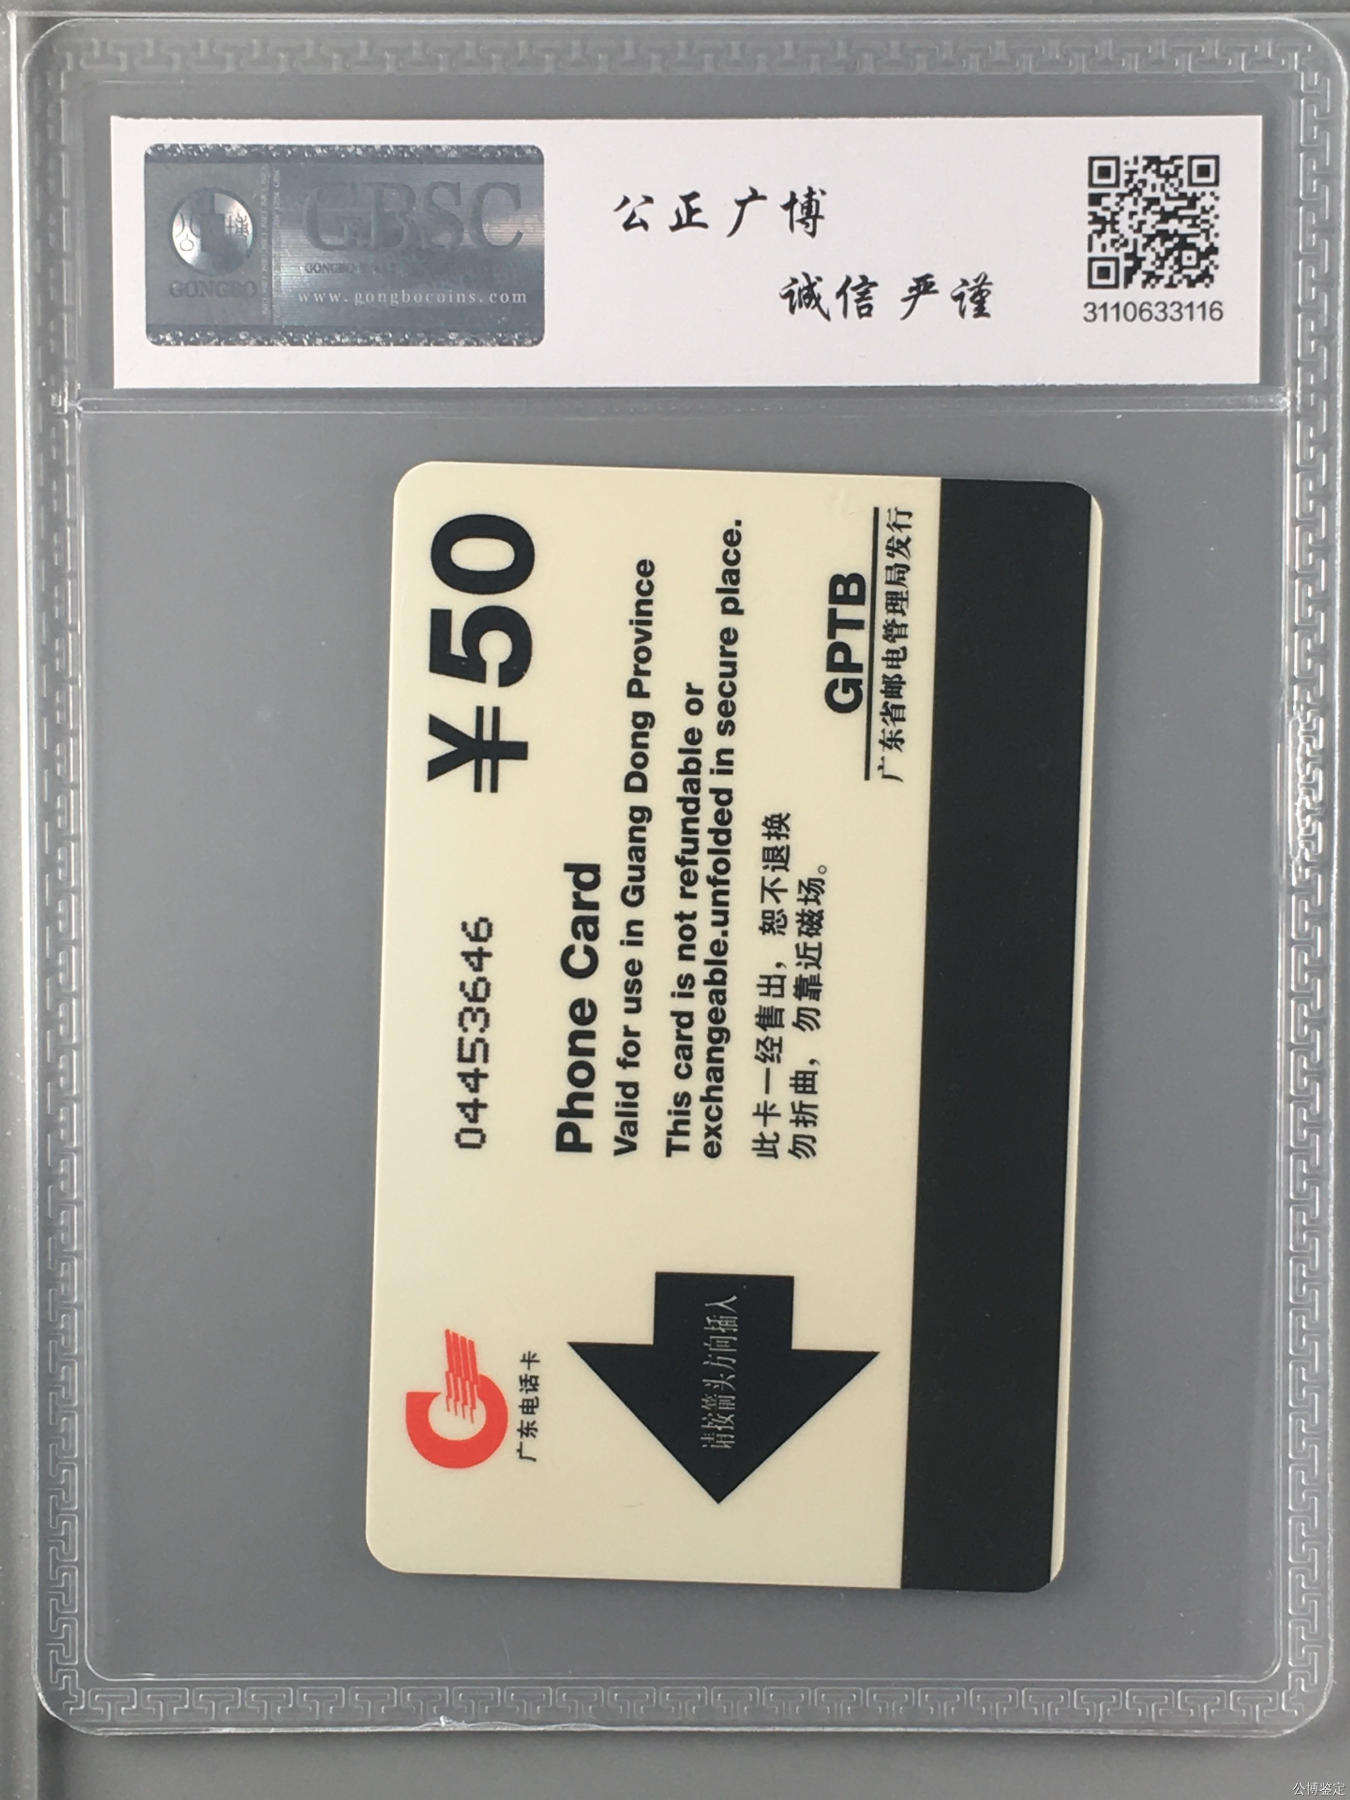 GBSC
GONGBO
www.gongbocoins.com
公正广博
诚信严谨
3110633116
¥50
04453646
Phone Card
Valid for use in Guang Dong Province
This card is not refundable or
exchangeable.unfolded in secure place.
此卡一经售出，恕不退换
勿折曲，勿靠近磁场。
GPTB
广东省邮电管理局发行
广东电话卡
请按箭头方向插入
公博鉴定